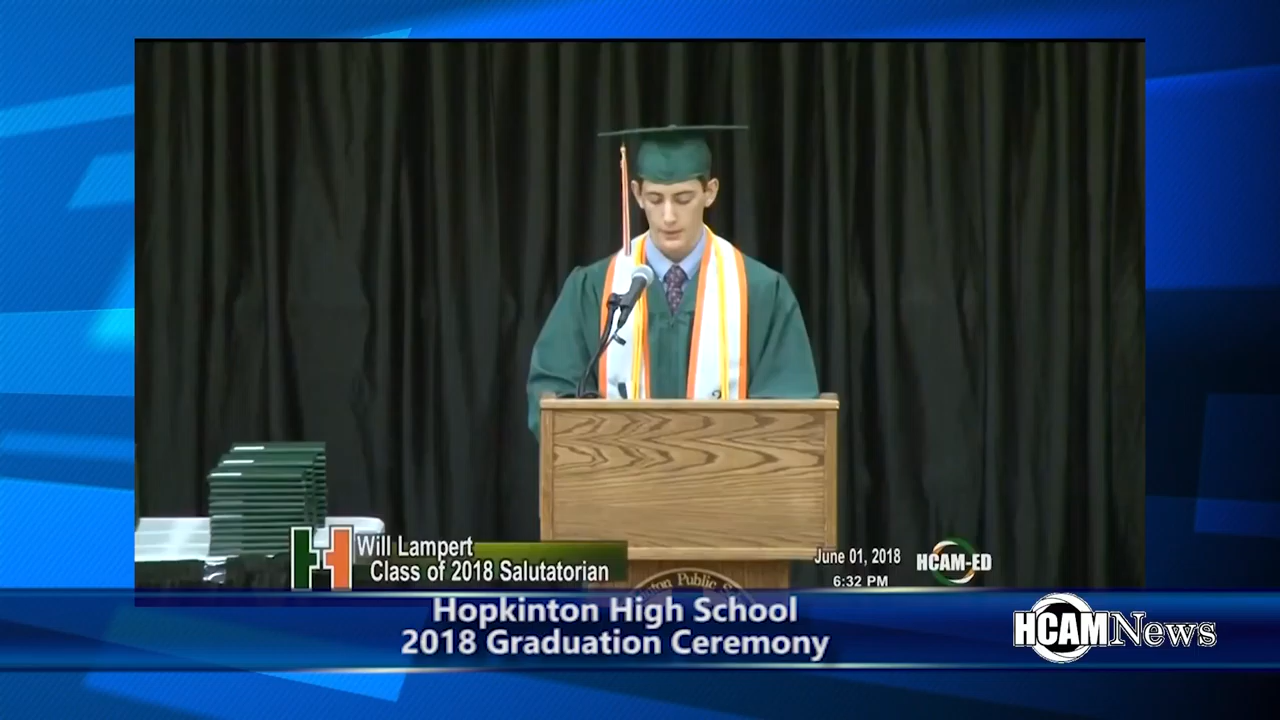 Will Lampert
Class of 2018 Salutatorian
June 01, 2018
6:32 PM
HCAM-ED
Public
Hopkinton High School
2018 Graduation Ceremony
HCAMNews